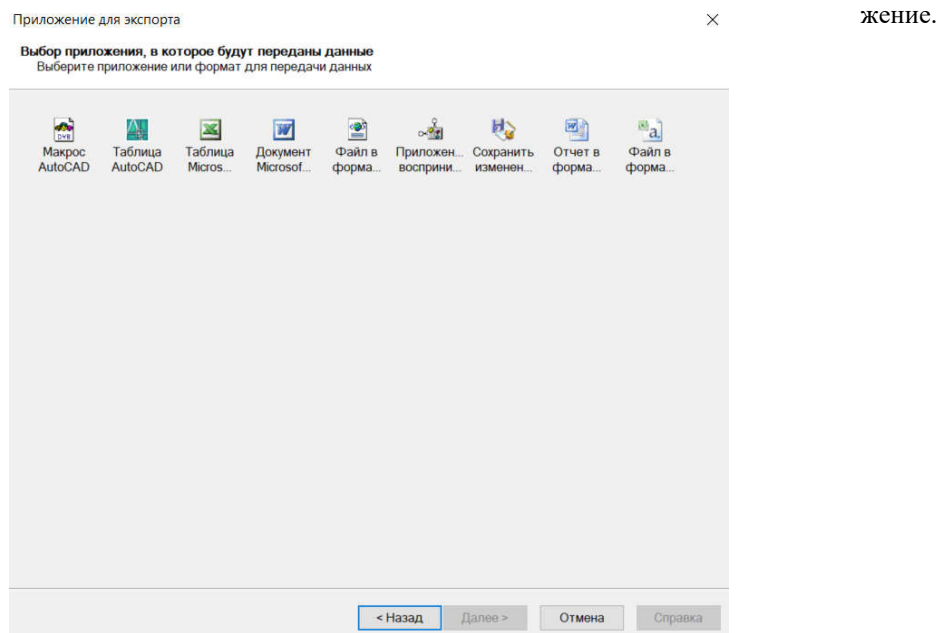 Приложение для экспорта
жение.
Выбор приложения, в которое будут переданы данные
Выберите приложение или формат для передачи данных
Макрос AutoCAD
Таблица AutoCAD
Таблица Micros...
Документ Microsof...
Файл в форма...
Приложен... восприни...
Сохранить изменен...
Отчет в форма...
Файл в форма...
< Назад
Далее >
Отмена
Справка